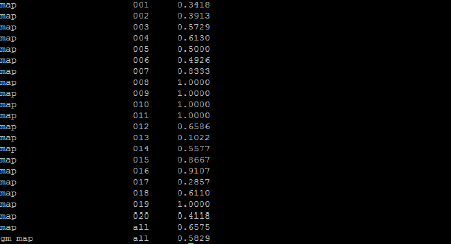 map 001 0.3418
map 002 0.3913
map 003 0.5729
map 004 0.6130
map 005 0.5000
map 006 0.4926
map 007 0.8333
map 008 1.0000
map 009 1.0000
map 010 1.0000
map 011 1.0000
map 012 0.6586
map 013 0.1022
map 014 0.5577
map 015 0.8667
map 016 0.9107
map 017 0.2857
map 018 0.6110
map 019 1.0000
map 020 0.4118
map all 0.6575
gm map all 0.5829